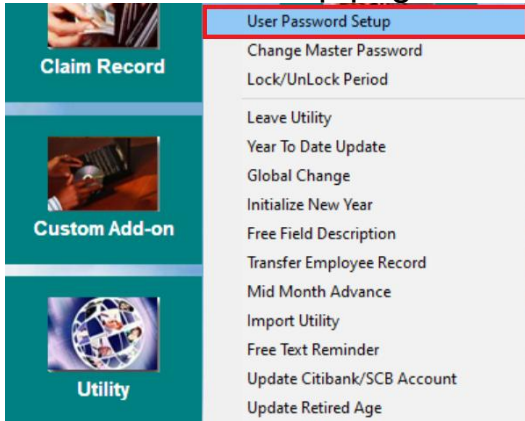 Claim Record
Custom Add-on
Utility
User Password Setup
Change Master Password
Lock/UnLock Period
Leave Utility
Year To Date Update
Global Change
Initialize New Year
Free Field Description
Transfer Employee Record
Mid Month Advance
Import Utility
Free Text Reminder
Update Citibank/SCB Account
Update Retired Age